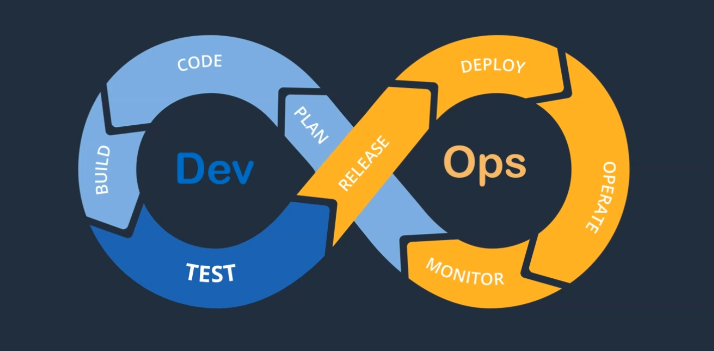 CODE
DEPLOY
PLAN
BUILD
Dev
RELEASE
Ops
OPERATE
TEST
MONITOR